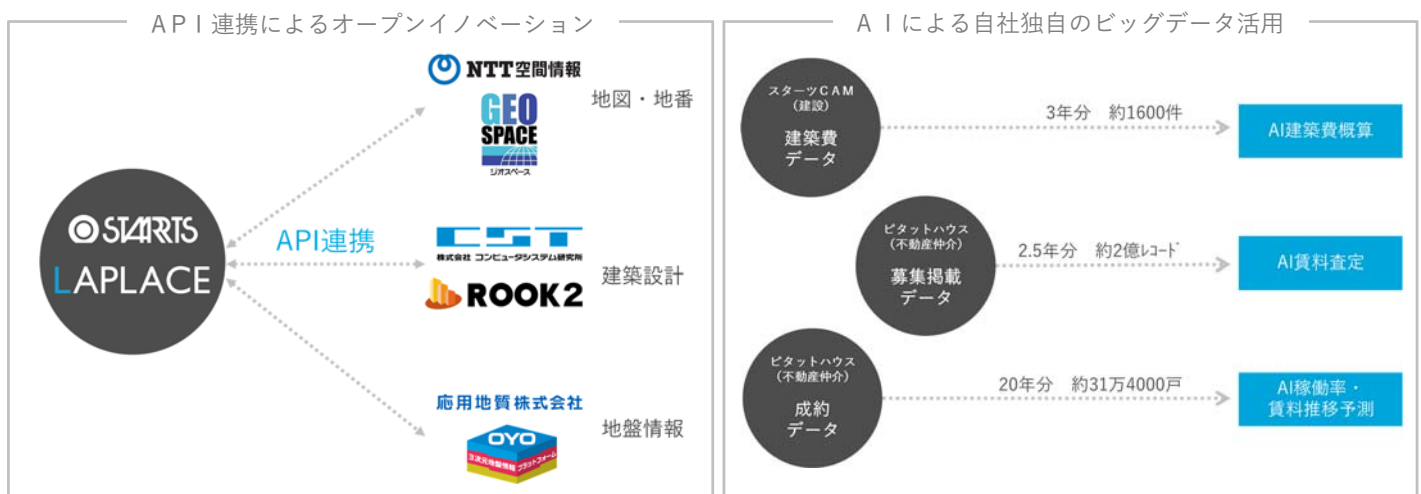 API連携によるオープンイノベーション
NTT空間情報
GEO
SPACE
ジオスペース
地図・地番
STARTS
LAPLACE
API連携
CST
株式会社 コンピュータシステム研究所
ROOK2
建築設計
応用地質株式会社
OYO
3次元地盤情報 プラットフォーム
地盤情報
AIによる自社独自のビッグデータ活用
スターツCAM
(建設)
建築費
データ
3年分 約1600件
AI建築費概算
ピタットハウス
(不動産仲介)
募集掲載
データ
2.5年分 約2億ﾚｺｰﾄﾞ
AI賃料査定
ピタットハウス
(不動産仲介)
成約
データ
20年分 約31万4000戸
AI稼働率・
賃料推移予測